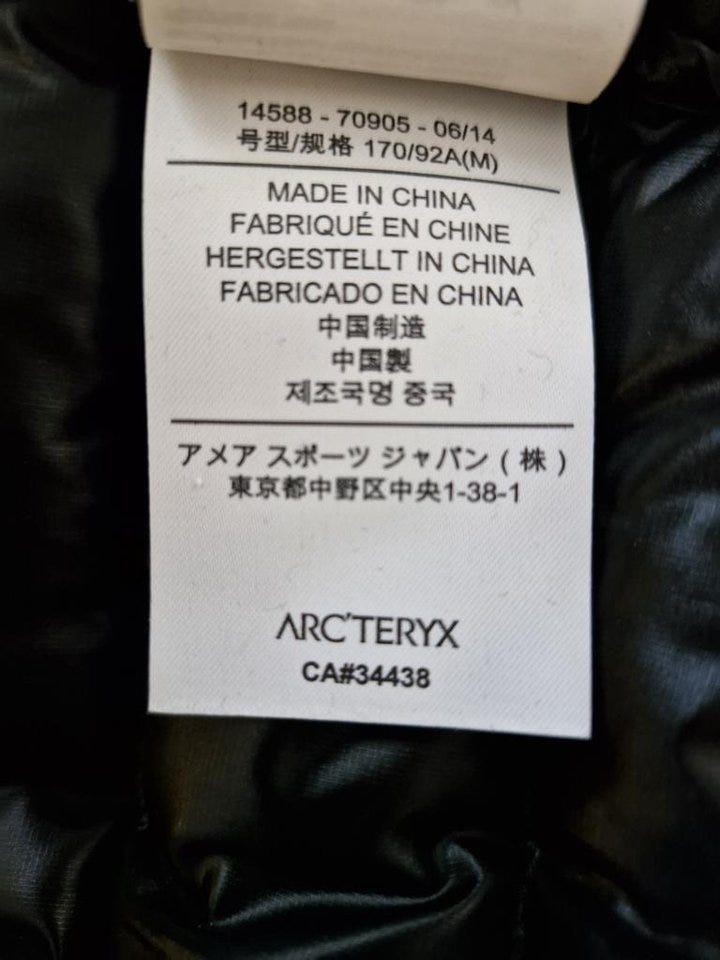 14588 - 70905 - 06/14
号型/规格 170/92A(M)
MADE IN CHINA
FABRIQUÉ EN CHINE
HERGESTELLT IN CHINA
FABRICADO EN CHINA
中国制造
中国製
제조국명 중국
アメア スポーツ ジャパン ( 株 )
東京都中野区中央1-38-1
ARC'TERYX
CA#34438